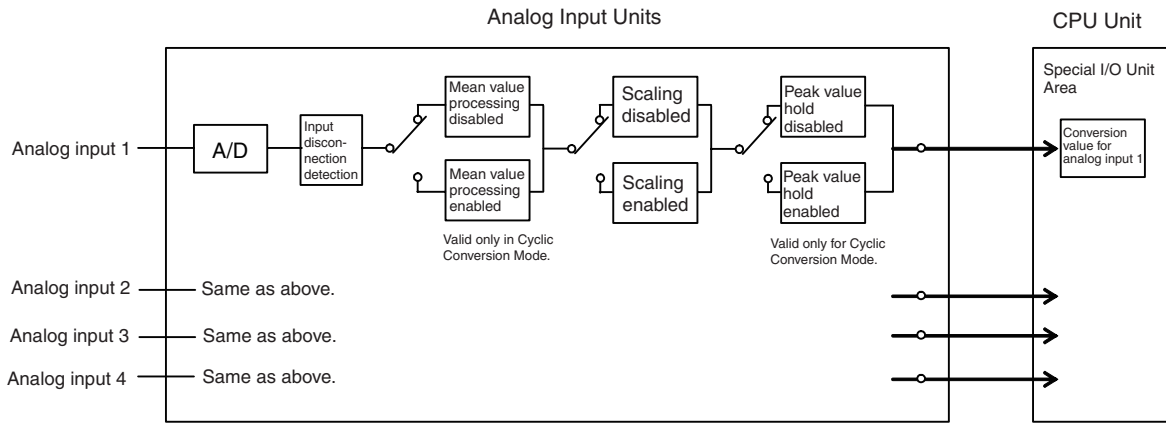 Analog Input Units
CPU Unit
Special I/O Unit
Area
Analog input 1
A/D
Input
discon-
nection
detection
Mean value
processing
disabled
Mean value
processing
enabled
Valid only in Cyclic
Conversion Mode.
Scaling
disabled
Scaling
enabled
Peak value
hold
disabled
Peak value
hold
enabled
Valid only for Cyclic
Conversion Mode.
Conversion
value for
analog input 1
Analog input 2
Same as above.
Analog input 3
Same as above.
Analog input 4
Same as above.